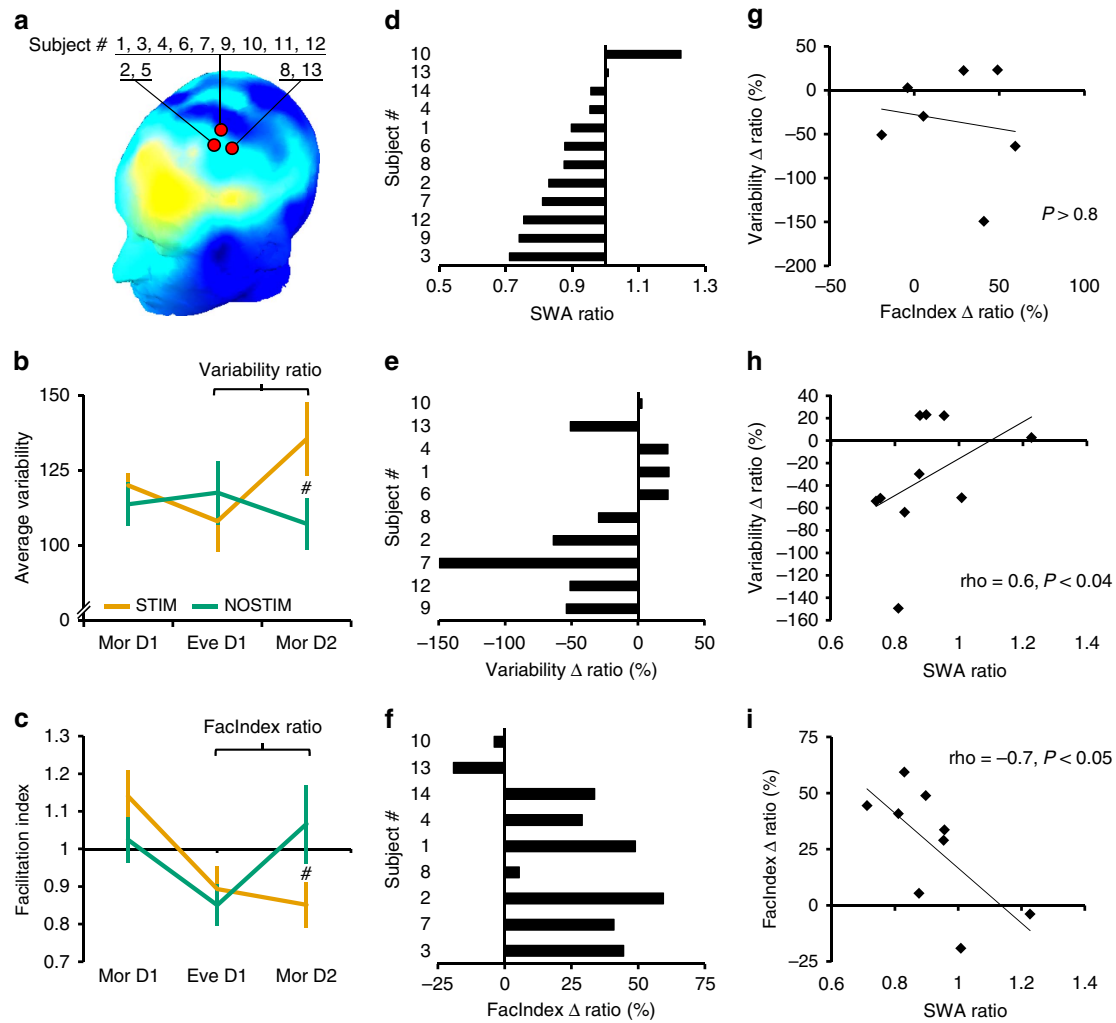 a
Subject # 1, 3, 4, 6, 7, 9, 10, 11, 12
2, 5
8, 13
b
Variability ratio
150
125
100
0
Average variability
#
STIM NOSTIM
Mor D1 Eve D1 Mor D2
c
FacIndex ratio
1.3
1.2
1.1
1
0.9
0.8
0.7
Facilitation index
#
Mor D1 Eve D1 Mor D2
d
Subject #
10
13
14
4
1
6
8
2
7
12
9
3
0.5 0.7 0.9 1.1 1.3
SWA ratio
e
Subject #
10
13
4
1
6
8
2
7
12
9
−150 −100 −50 0 50
Variability Δ ratio (%)
f
Subject #
10
13
14
4
1
8
2
7
3
−25 0 25 50 75
FacIndex Δ ratio (%)
g
Variability Δ ratio (%)
50
0
−50
−100
−150
−200
P > 0.8
−50 0 50 100
FacIndex Δ ratio (%)
h
Variability Δ ratio (%)
40
20
0
−20
−40
−60
−80
−100
−120
−140
−160
rho = 0.6, P < 0.04
0.6 0.8 1 1.2 1.4
SWA ratio
i
FacIndex Δ ratio (%)
75
50
25
0
−25
rho = −0.7, P < 0.05
0.6 0.8 1 1.2 1.4
SWA ratio